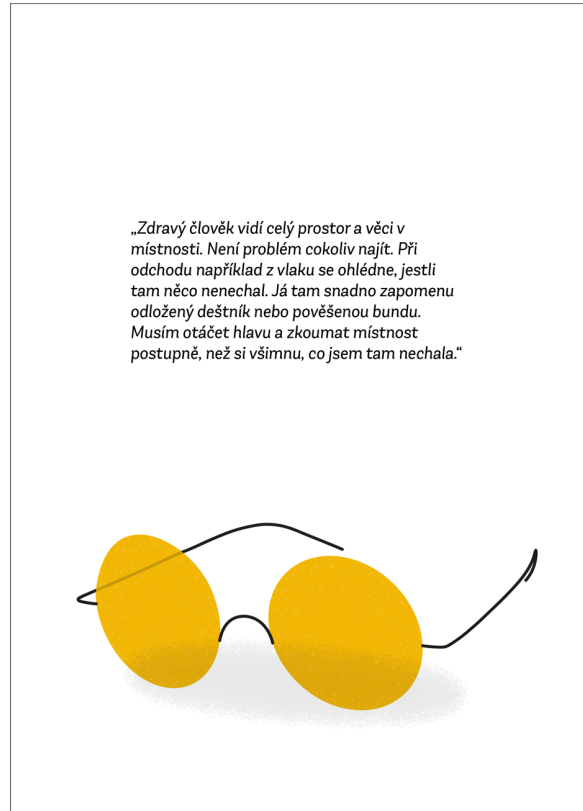 „Zdravý člověk vidí celý prostor a věci v
místnosti. Není problém cokoliv najít. Při
odchodu například z vlaku se ohlédne, jestli
tam něco nenechal. Já tam snadno zapomenu
odložený deštník nebo pověšenou bundu.
Musím otáčet hlavu a zkoumat místnost
postupně, než si všimnu, co jsem tam nechala.“